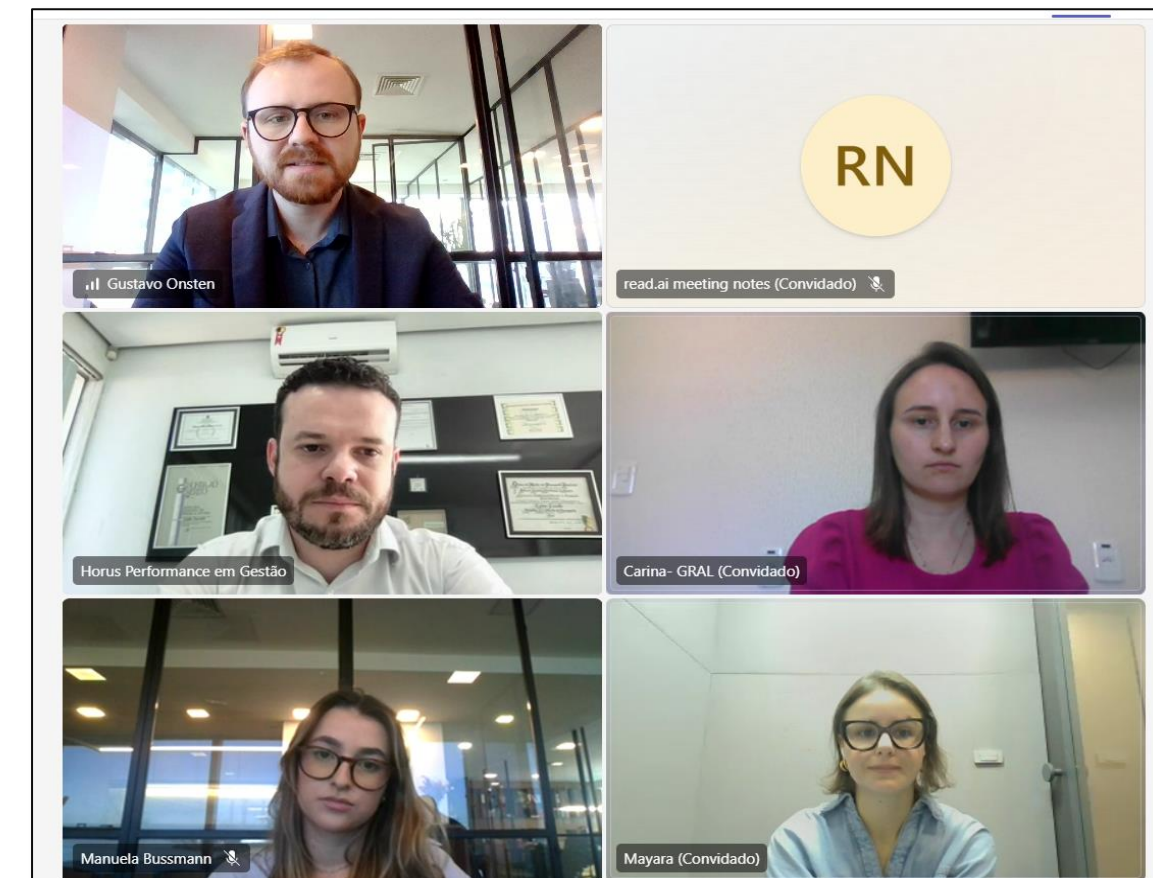 Gustavo Onsten
RN
read.ai meeting notes (Convidado)
Horus Performance em Gestão
Carina- GRAL (Convidado)
Manuela Bussmann
Mayara (Convidado)